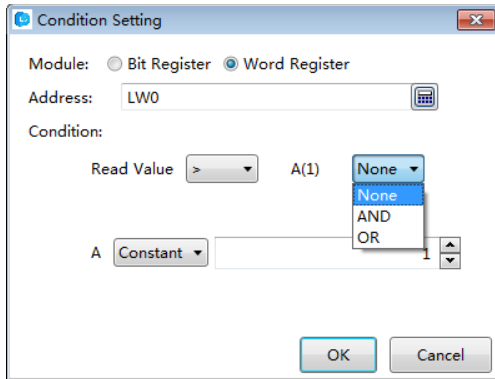 Condition Setting
Module: Bit Register Word Register
Address: LW0
Condition:
Read Value > A(1) None
None
AND
OR
A Constant 1
OK Cancel